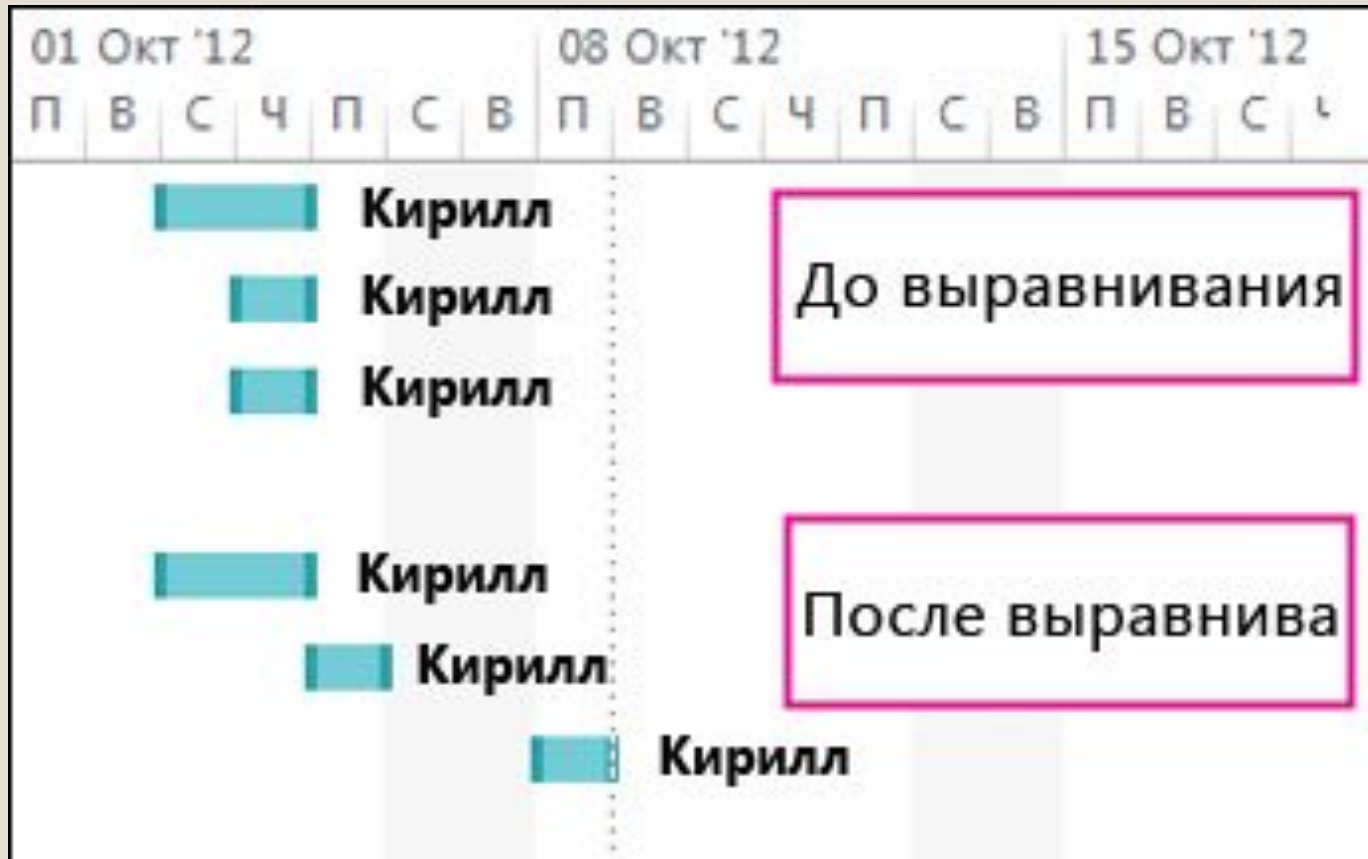 01 Окт '12 08 Окт '12 15 Окт '12
П В С Ч П С В П В С Ч П С В П В С Ч
Кирилл
До выравнивания
Кирилл
Кирилл
Кирилл
После выравнива
Кирилл
Кирилл